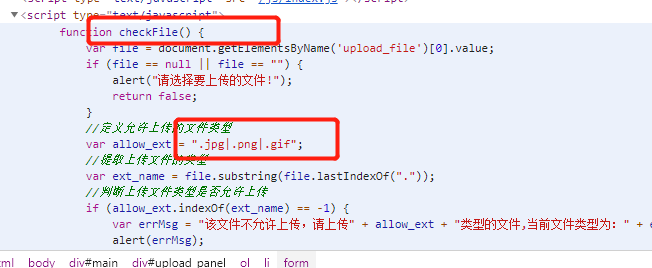 <script type="text/javascript" src="/js/index.js"></script>
<script type="text/javascript">
function checkFile() {
var file = document.getElementsByName('upload_file')[0].value;
if (file == null || file == "") {
alert("请选择要上传的文件!");
return false;
}
//定义允许上传的文件类型
var allow_ext = ".jpg|.png|.gif";
//提取上传文件的类型
var ext_name = file.substring(file.lastIndexOf("."));
//判断上传文件类型是否允许上传
if (allow_ext.indexOf(ext_name) == -1) {
var errMsg = "该文件不允许上传，请上传" + allow_ext + "类型的文件,当前文件类型为：" + e
alert(errMsg);
html body div#main div#upload_panel ol li form